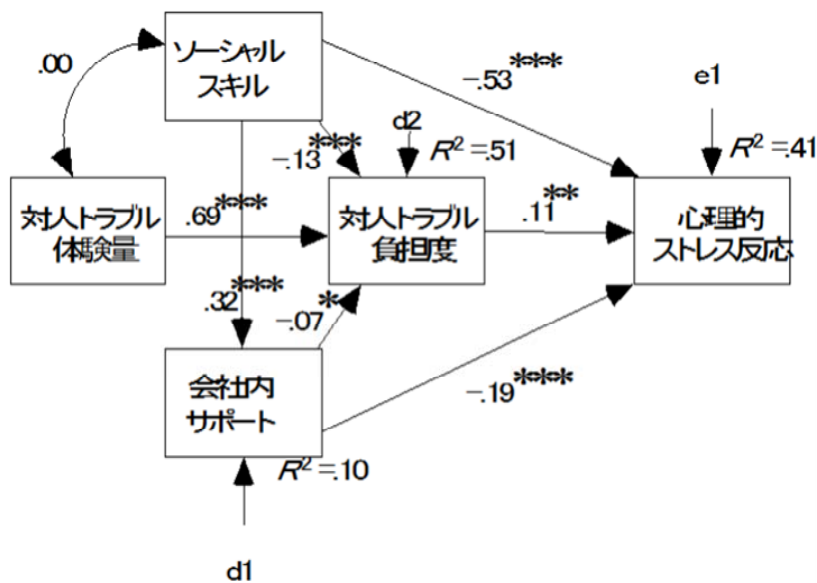 .00
ソーシャル
スキル
-.53***
e1
-.13***
d2
R²=.51
R²=.41
対人トラブル
体験量
.69***
対人トラブル
負担度
.11**
心理的
ストレス反応
.32***
-.07*
会社内
サポート
-.19***
R²=.10
d1